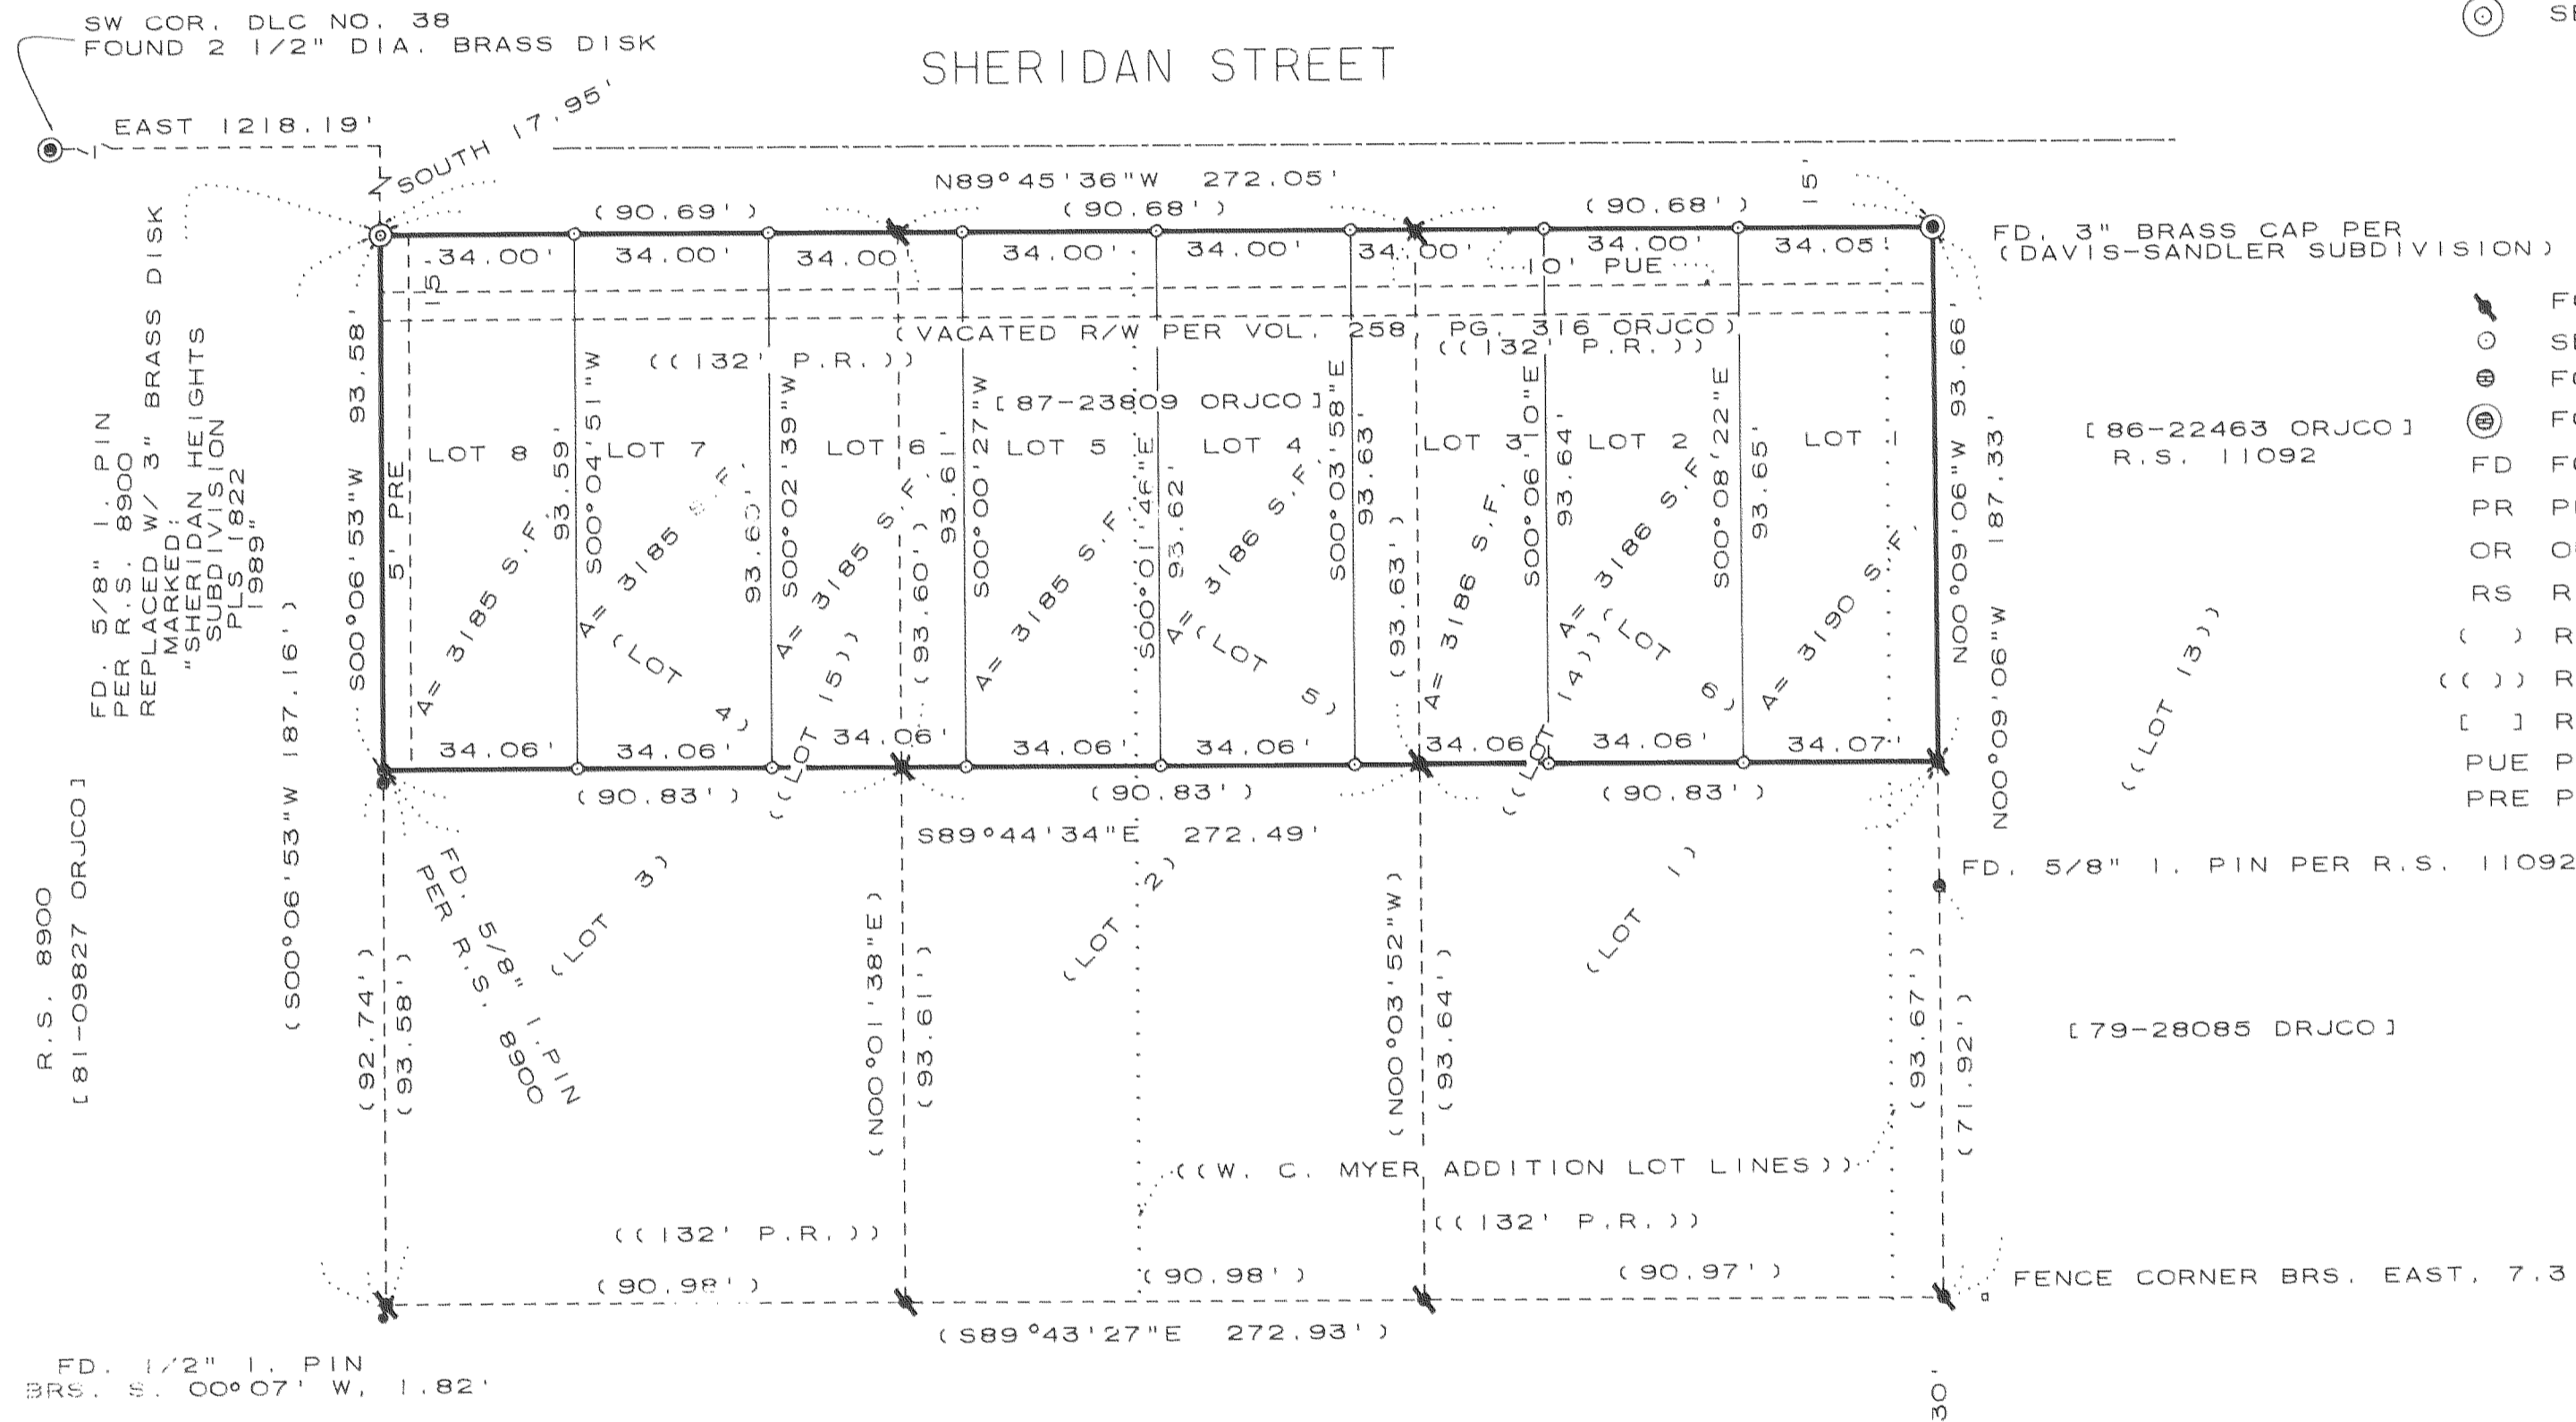 SW COR. DLC NO. 38
FOUND 2 1/2" DIA. BRASS DISK
SHERIDAN STREET
EAST 1218.19'
SOUTH 17.95'
N89°45'36"W 272.05'
15'
(90.69')
(90.68')
(90.68')
34.00'
34.00'
34.00
34.00'
34.00'
34.00'
34.00'
34.05'
15'
10' PUE
FD. 3" BRASS CAP PER
(DAVIS-SANDLER SUBDIVISION)
(VACATED R/W PER VOL. 258, PG. 316 ORJCO)
((132' P.R.))
((132' P.R.))
[87-23809 ORJCO]
[86-22463 ORJCO]
R.S. 11092
FD. 5/8" I. PIN
PER R.S. 8900
REPLACED W/ 3" BRASS DISK
MARKED:
"SHERIDAN HEIGHTS
SUBDIVISION
PLS 1822
1989"
(S00°06'53"W 187.16')
S00°06'53"W 93.58'
5' PRE
LOT 8
A= 3185 S.F.
93.59'
S00°04'51"W
LOT 7
A= 3185 S.F.
93.60'
S00°02'39"W
LOT 6
A= 3185 S.F.
(93.60')
93.61'
S00°00'27"W
LOT 5
A= 3185 S.F.
S00°01'46"E
93.62'
LOT 4
A= 3186 S.F.
S00°03'58"E
93.63'
(93.63')
LOT 3
A= 3186 S.F.
S00°06'10"E
93.64'
LOT 2
A= 3186 S.F.
S00°08'22"E
93.65'
LOT 1
A= 3190 S.F.
N00°09'06"W 93.66'
N00°09'06"W 187.33'
(LOT 4)
((LOT 15))
(LOT 5)
((LOT 14))
(LOT 6)
((LOT 13))
34.06'
34.06'
34.06'
34.06'
34.06'
34.06
34.06'
34.07'
(90.83')
(90.83')
(90.83')
S89°44'34"E 272.49'
FD. 5/8" I. PIN
PER R.S. 8900
FD. 5/8" I. PIN PER R.S. 11092
R.S. 8900
[81-09827 ORJCO]
(LOT 3)
(LOT 2)
(LOT 1)
(92.74')
(93.58')
(N00°01'38"E)
(93.61')
(N00°03'52"W)
(93.64')
(93.67')
(71.92')
[79-28085 DRJCO]
((W. C. MYER ADDITION LOT LINES))
((132' P.R.))
((132' P.R.))
(90.98')
(90.98')
(90.97')
FENCE CORNER BRS. EAST, 7.3
(S89°43'27"E 272.93')
FD. 1/2" I. PIN
BRS. S. 00°07' W, 1.82'
30'
FD
PR
OR
RS
( )
(( ))
[ ]
PUE
PRE